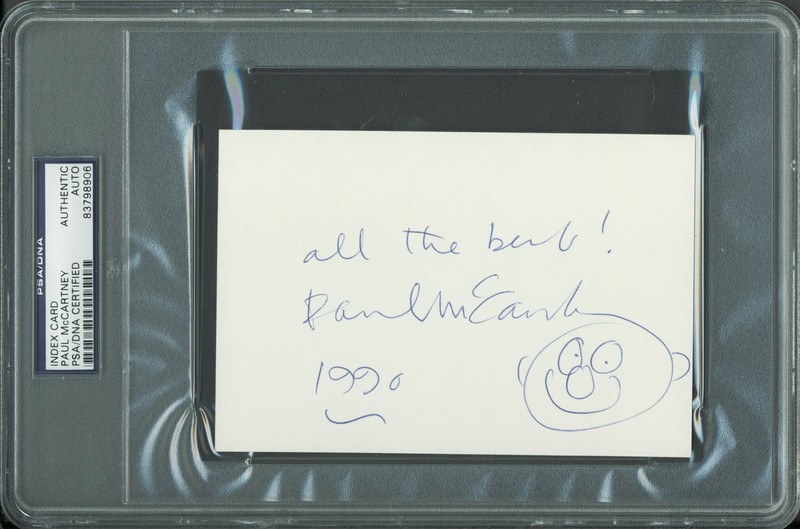 PSA/DNA
INDEX CARD
PAUL McCARTNEY
PSA/DNA CERTIFIED
AUTHENTIC
AUTO
83798906
all the best!
Paul McCartney
1990